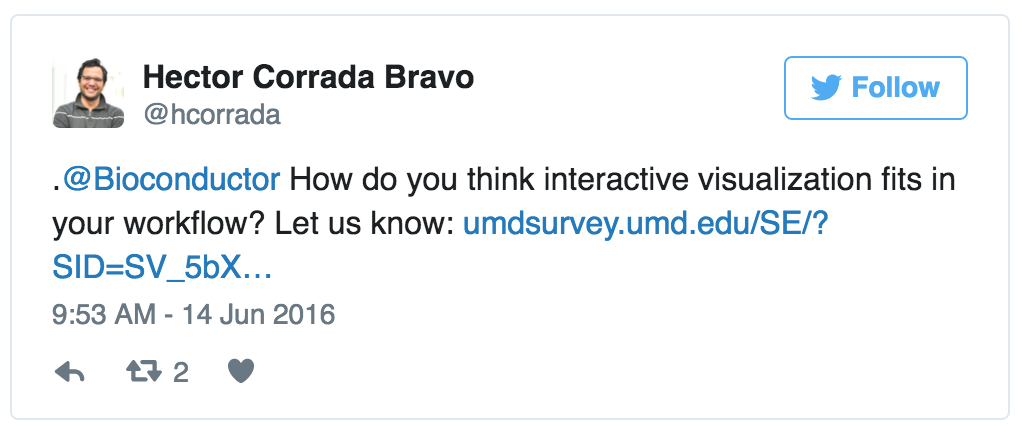 Hector Corrada Bravo
Follow
@hcorrada
.@Bioconductor How do you think interactive visualization fits in
your workflow? Let us know: umdsurvey.umd.edu/SE/?
SID=SV_5bX…
9:53 AM - 14 Jun 2016
2